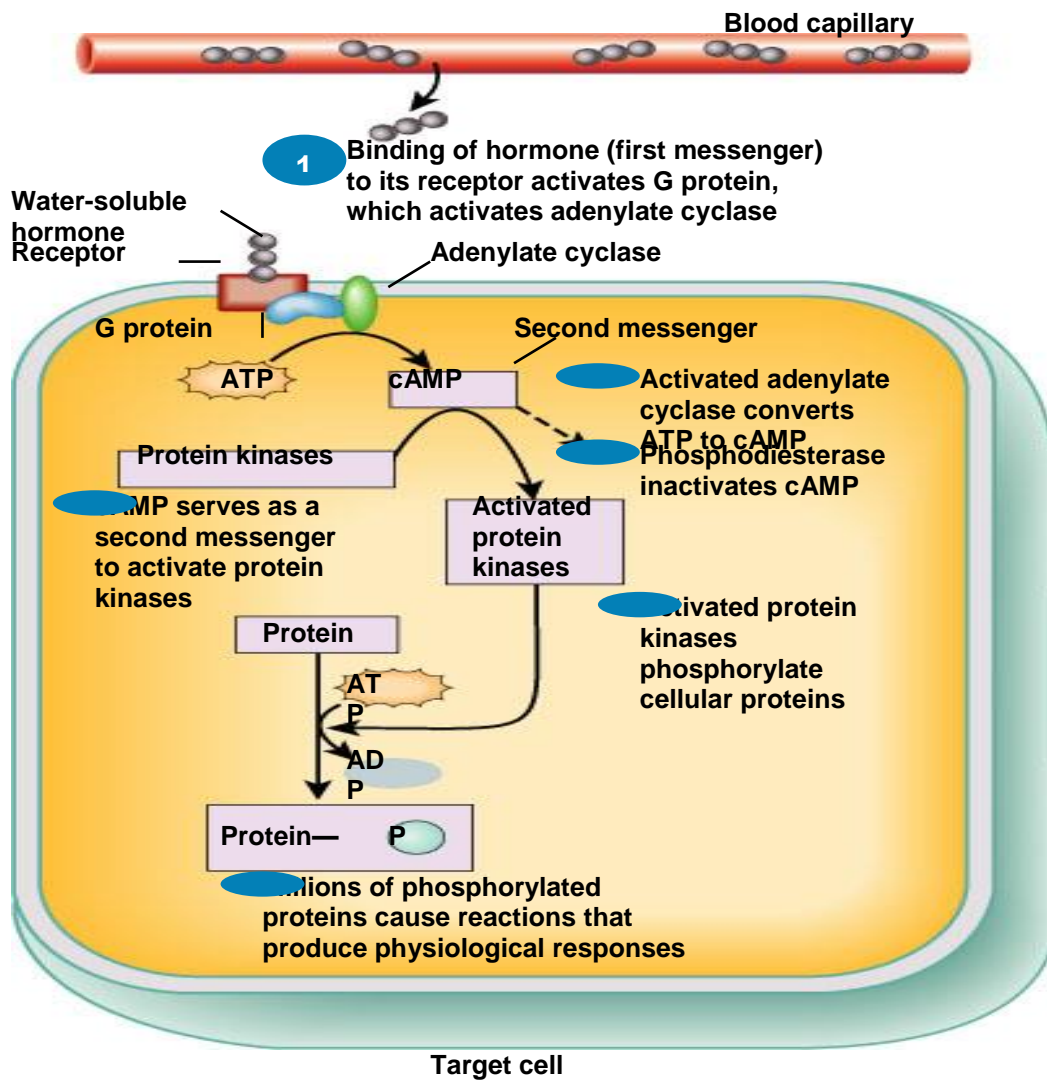 Blood capillary
1
Binding of hormone (first messenger)
to its receptor activates G protein,
which activates adenylate cyclase
Water-soluble
hormone
Receptor
Adenylate cyclase
G protein
Second messenger
ATP
cAMP
Activated adenylate
cyclase converts
ATP to cAMP
Phosphodiesterase
inactivates cAMP
Protein kinases
serves as a
second messenger
to activate protein
kinases
Activated
protein
kinases
protein
kinases
phosphorylate
cellular proteins
Protein
AT
P
AD
P
Protein— P
of phosphorylated
proteins cause reactions that
produce physiological responses
Target cell